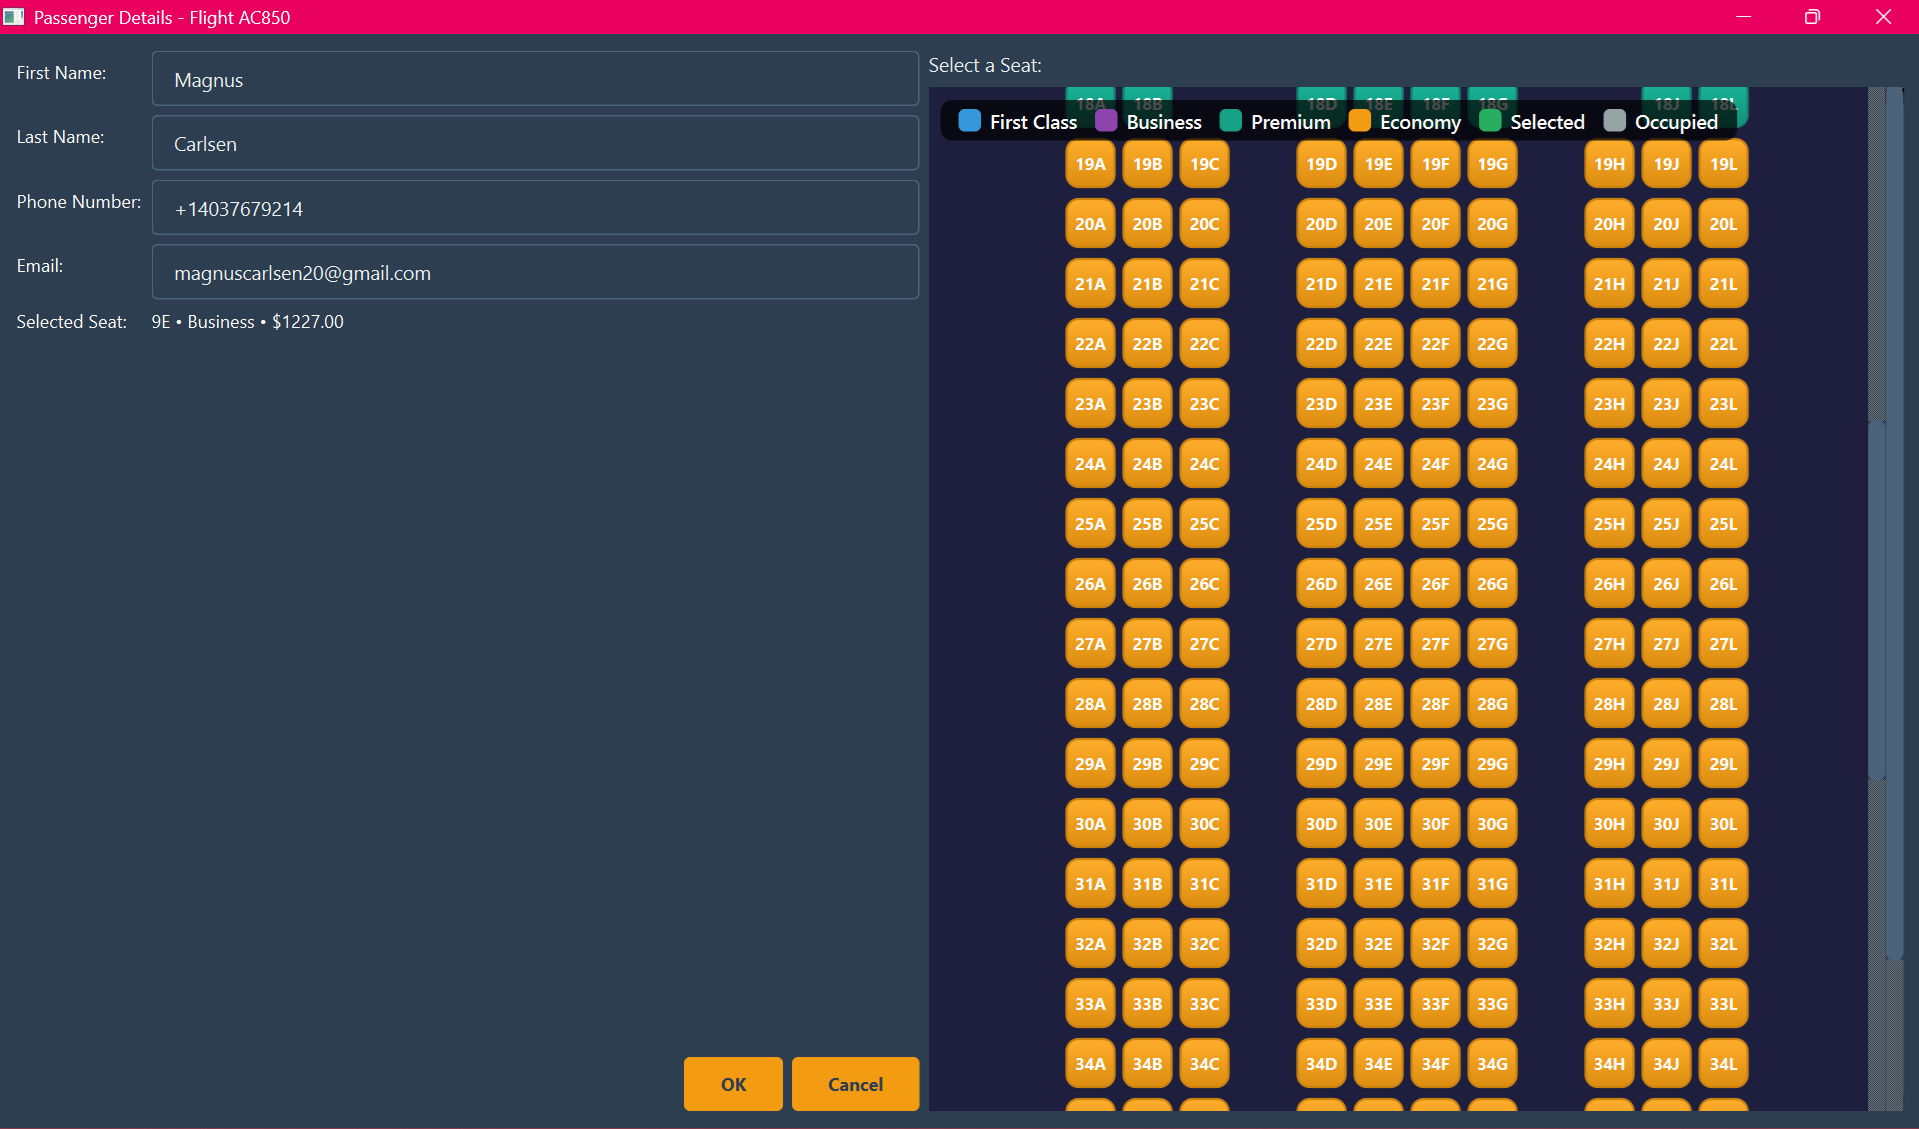 Passenger Details - Flight AC850
First Name:
Magnus
Last Name:
Carlsen
Phone Number:
+14037679214
Email:
magnuscarlsen20@gmail.com
Selected Seat:
9E • Business • $1227.00
OK
Cancel
Select a Seat:
18A 18B 18D 18E 18F 18G 18J 18L
First Class Business Premium Economy Selected Occupied
19A 19B 19C 19D 19E 19F 19G 19H 19J 19L
20A 20B 20C 20D 20E 20F 20G 20H 20J 20L
21A 21B 21C 21D 21E 21F 21G 21H 21J 21L
22A 22B 22C 22D 22E 22F 22G 22H 22J 22L
23A 23B 23C 23D 23E 23F 23G 23H 23J 23L
24A 24B 24C 24D 24E 24F 24G 24H 24J 24L
25A 25B 25C 25D 25E 25F 25G 25H 25J 25L
26A 26B 26C 26D 26E 26F 26G 26H 26J 26L
27A 27B 27C 27D 27E 27F 27G 27H 27J 27L
28A 28B 28C 28D 28E 28F 28G 28H 28J 28L
29A 29B 29C 29D 29E 29F 29G 29H 29J 29L
30A 30B 30C 30D 30E 30F 30G 30H 30J 30L
31A 31B 31C 31D 31E 31F 31G 31H 31J 31L
32A 32B 32C 32D 32E 32F 32G 32H 32J 32L
33A 33B 33C 33D 33E 33F 33G 33H 33J 33L
34A 34B 34C 34D 34E 34F 34G 34H 34J 34L